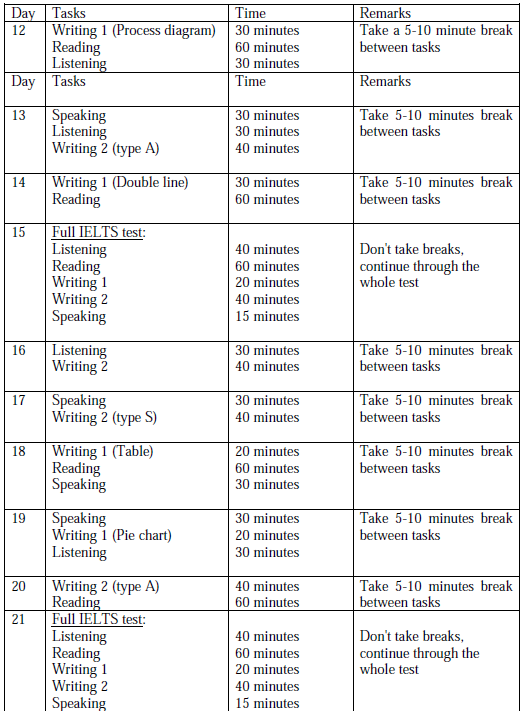 Day Tasks Time Remarks
12 Writing 1 (Process diagram) 30 minutes Take a 5-10 minute break
Reading 60 minutes between tasks
Listening 30 minutes
Day Tasks Time Remarks
13 Speaking 30 minutes Take 5-10 minutes break
Listening 30 minutes between tasks
Writing 2 (type A) 40 minutes
14 Writing 1 (Double line) 30 minutes Take 5-10 minutes break
Reading 60 minutes between tasks
15 Full IELTS test:
Listening 40 minutes Don't take breaks,
Reading 60 minutes continue through the
Writing 1 20 minutes whole test
Writing 2 40 minutes
Speaking 15 minutes
16 Listening 30 minutes Take 5-10 minutes break
Writing 2 40 minutes between tasks
17 Speaking 30 minutes Take 5-10 minutes break
Writing 2 (type S) 40 minutes between tasks
18 Writing 1 (Table) 20 minutes Take 5-10 minutes break
Reading 60 minutes between tasks
Speaking 30 minutes
19 Speaking 30 minutes Take 5-10 minutes break
Writing 1 (Pie chart) 20 minutes between tasks
Listening 30 minutes
20 Writing 2 (type A) 40 minutes Take 5-10 minutes break
Reading 60 minutes between tasks
21 Full IELTS test:
Listening 40 minutes Don't take breaks,
Reading 60 minutes continue through the
Writing 1 20 minutes whole test
Writing 2 40 minutes
Speaking 15 minutes